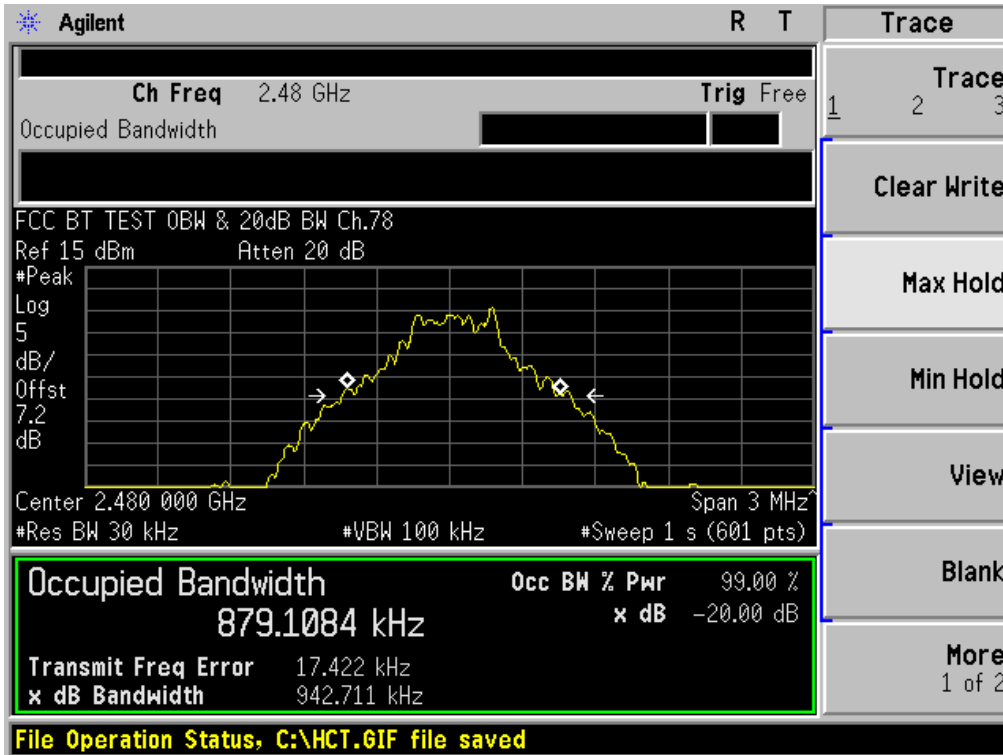 Agilent R T Trace
Ch Freq 2.48 GHz Trig Free
Occupied Bandwidth
Trace
1 2 3
Clear Write
Max Hold
Min Hold
View
Blank
More
1 of 2
FCC BT TEST OBW & 20dB BW Ch.78
Ref 15 dBm Atten 20 dB
#Peak
Log
5
dB/
Offst
7.2
dB
Center 2.480 000 GHz Span 3 MHz^
#Res BW 30 kHz #VBW 100 kHz #Sweep 1 s (601 pts)
Occupied Bandwidth Occ BW % Pwr 99.00 %
879.1084 kHz x dB -20.00 dB
Transmit Freq Error 17.422 kHz
x dB Bandwidth 942.711 kHz
File Operation Status, C:\HCT.GIF file saved